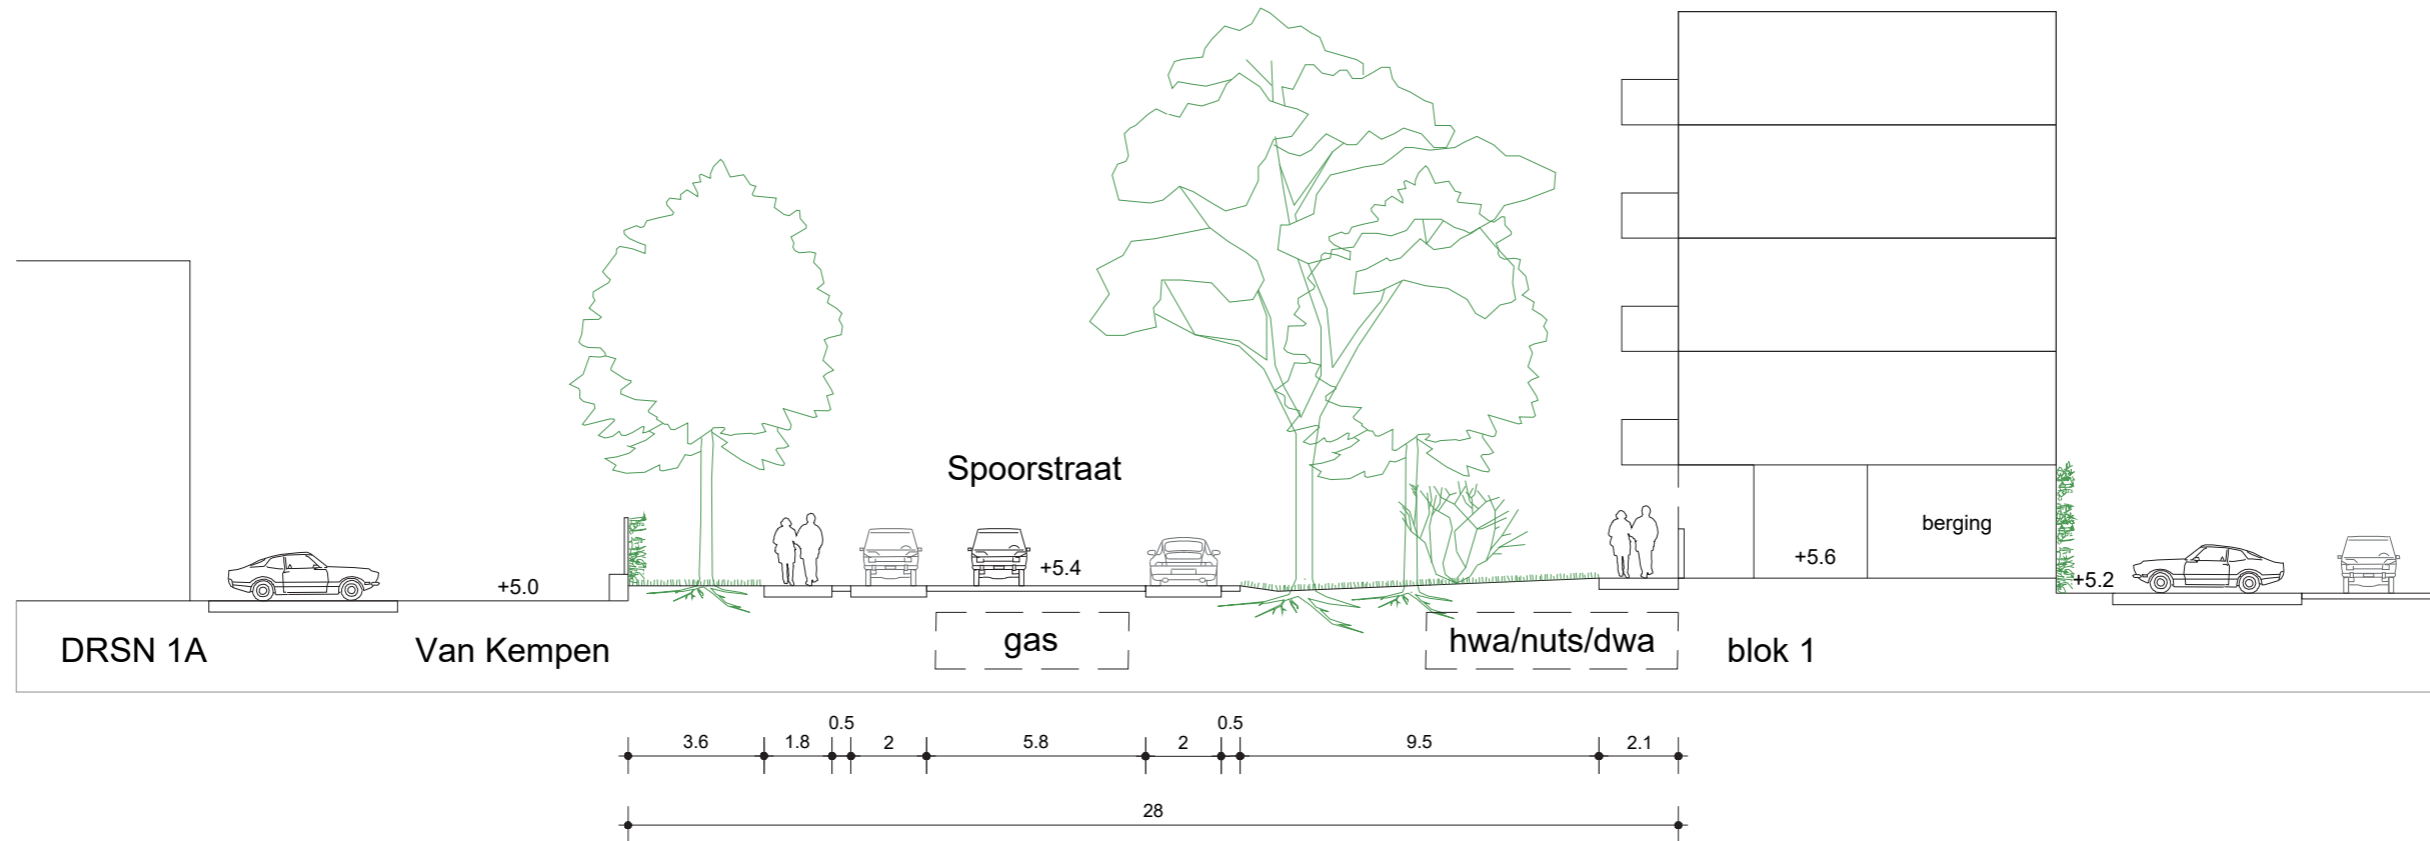 Spoorstraat
berging
+5.6
+5.4
+5.2
+5.0
DRSN 1A
Van Kempen
gas
hwa/nuts/dwa
blok 1
0.5
0.5
3.6
1.8
2
5.8
2
9.5
2.1
28